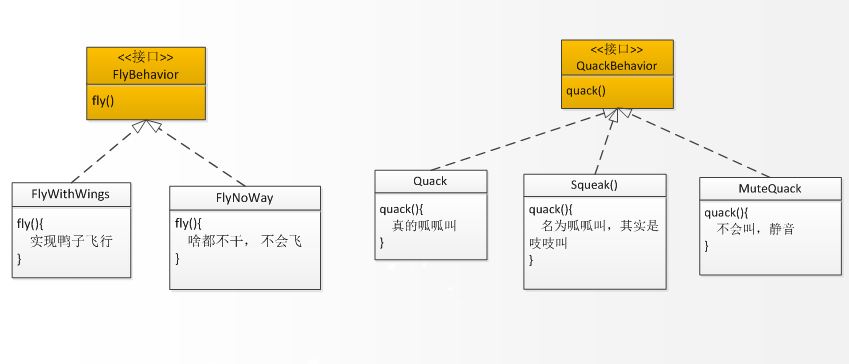 <<接口>>
FlyBehavior
fly()
<<接口>>
QuackBehavior
quack()
FlyWithWings
fly(){
实现鸭子飞行
}
FlyNoWay
fly(){
啥都不干，不会飞
}
Quack
quack(){
真的呱呱叫
}
Squeak()
quack(){
名为呱呱叫，其实是
吱吱叫
}
MuteQuack
quack(){
不会叫，静音
}